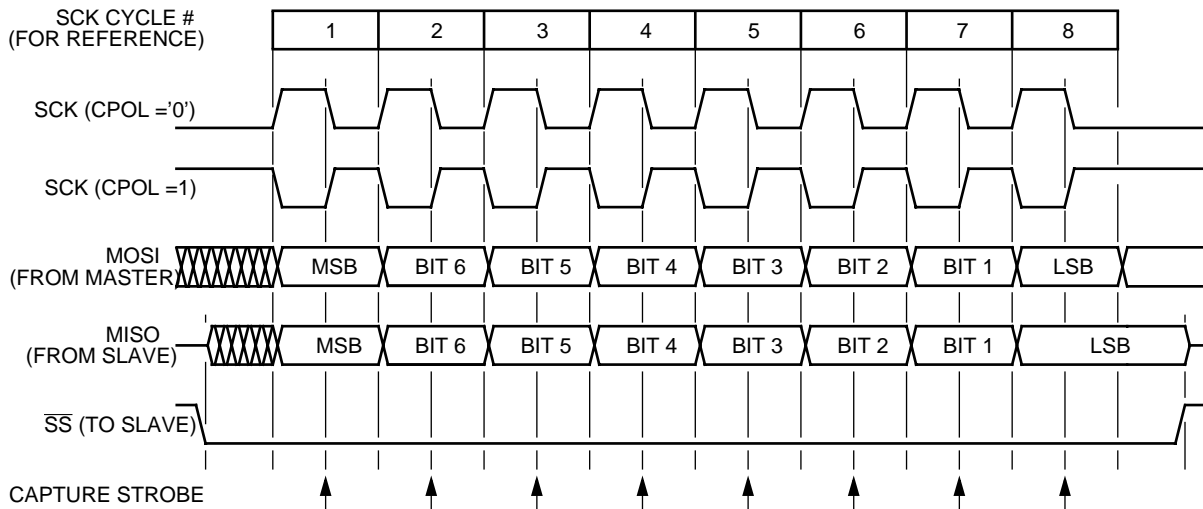 SCK CYCLE #
(FOR REFERENCE)
1 2 3 4 5 6 7 8
SCK (CPOL ='0')
SCK (CPOL =1)
MOSI
(FROM MASTER)
MSB BIT 6 BIT 5 BIT 4 BIT 3 BIT 2 BIT 1 LSB
MISO
(FROM SLAVE)
MSB BIT 6 BIT 5 BIT 4 BIT 3 BIT 2 BIT 1 LSB
S̅S̅ (TO SLAVE)
CAPTURE STROBE